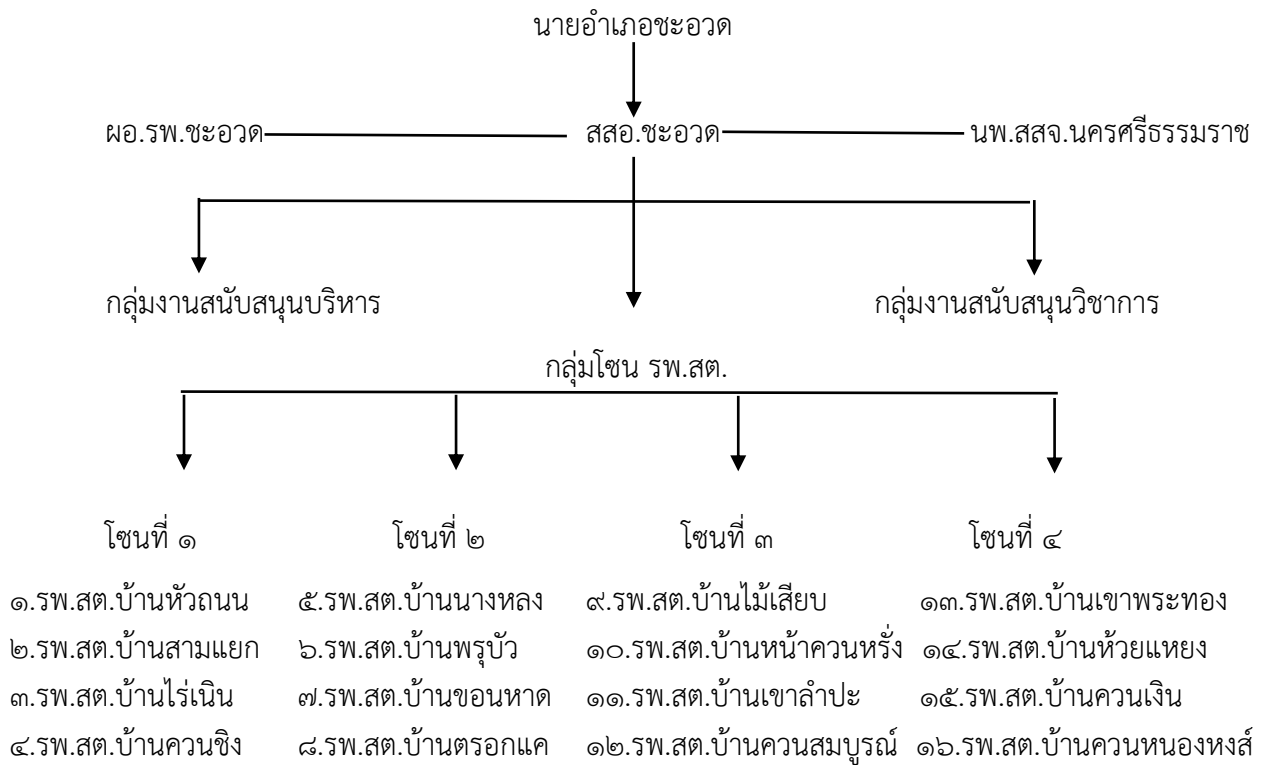 นายอำเภอชะอวด
ผอ.รพ.ชะอวด สสอ.ชะอวด นพ.สสจ.นครศรีธรรมราช
กลุ่มงานสนับสนุนบริหาร กลุ่มงานสนับสนุนวิชาการ
กลุ่มโซน รพ.สต.
โซนที่ ๑ โซนที่ ๒ โซนที่ ๓ โซนที่ ๔
๑.รพ.สต.บ้านหัวถนน ๕.รพ.สต.บ้านนางหลง ๙.รพ.สต.บ้านไม้เสียบ ๑๓.รพ.สต.บ้านเขาพระทอง
๒.รพ.สต.บ้านสามแยก ๖.รพ.สต.บ้านพรุบัว ๑๐.รพ.สต.บ้านหน้าควนหรั่ง ๑๔.รพ.สต.บ้านห้วยแหยง
๓.รพ.สต.บ้านไร่เนิน ๗.รพ.สต.บ้านขอนหาด ๑๑.รพ.สต.บ้านเขาลำปะ ๑๕.รพ.สต.บ้านควนเงิน
๔.รพ.สต.บ้านควนชิง ๘.รพ.สต.บ้านตรอกแค ๑๒.รพ.สต.บ้านควนสมบูรณ์ ๑๖.รพ.สต.บ้านควนหนองหงส์